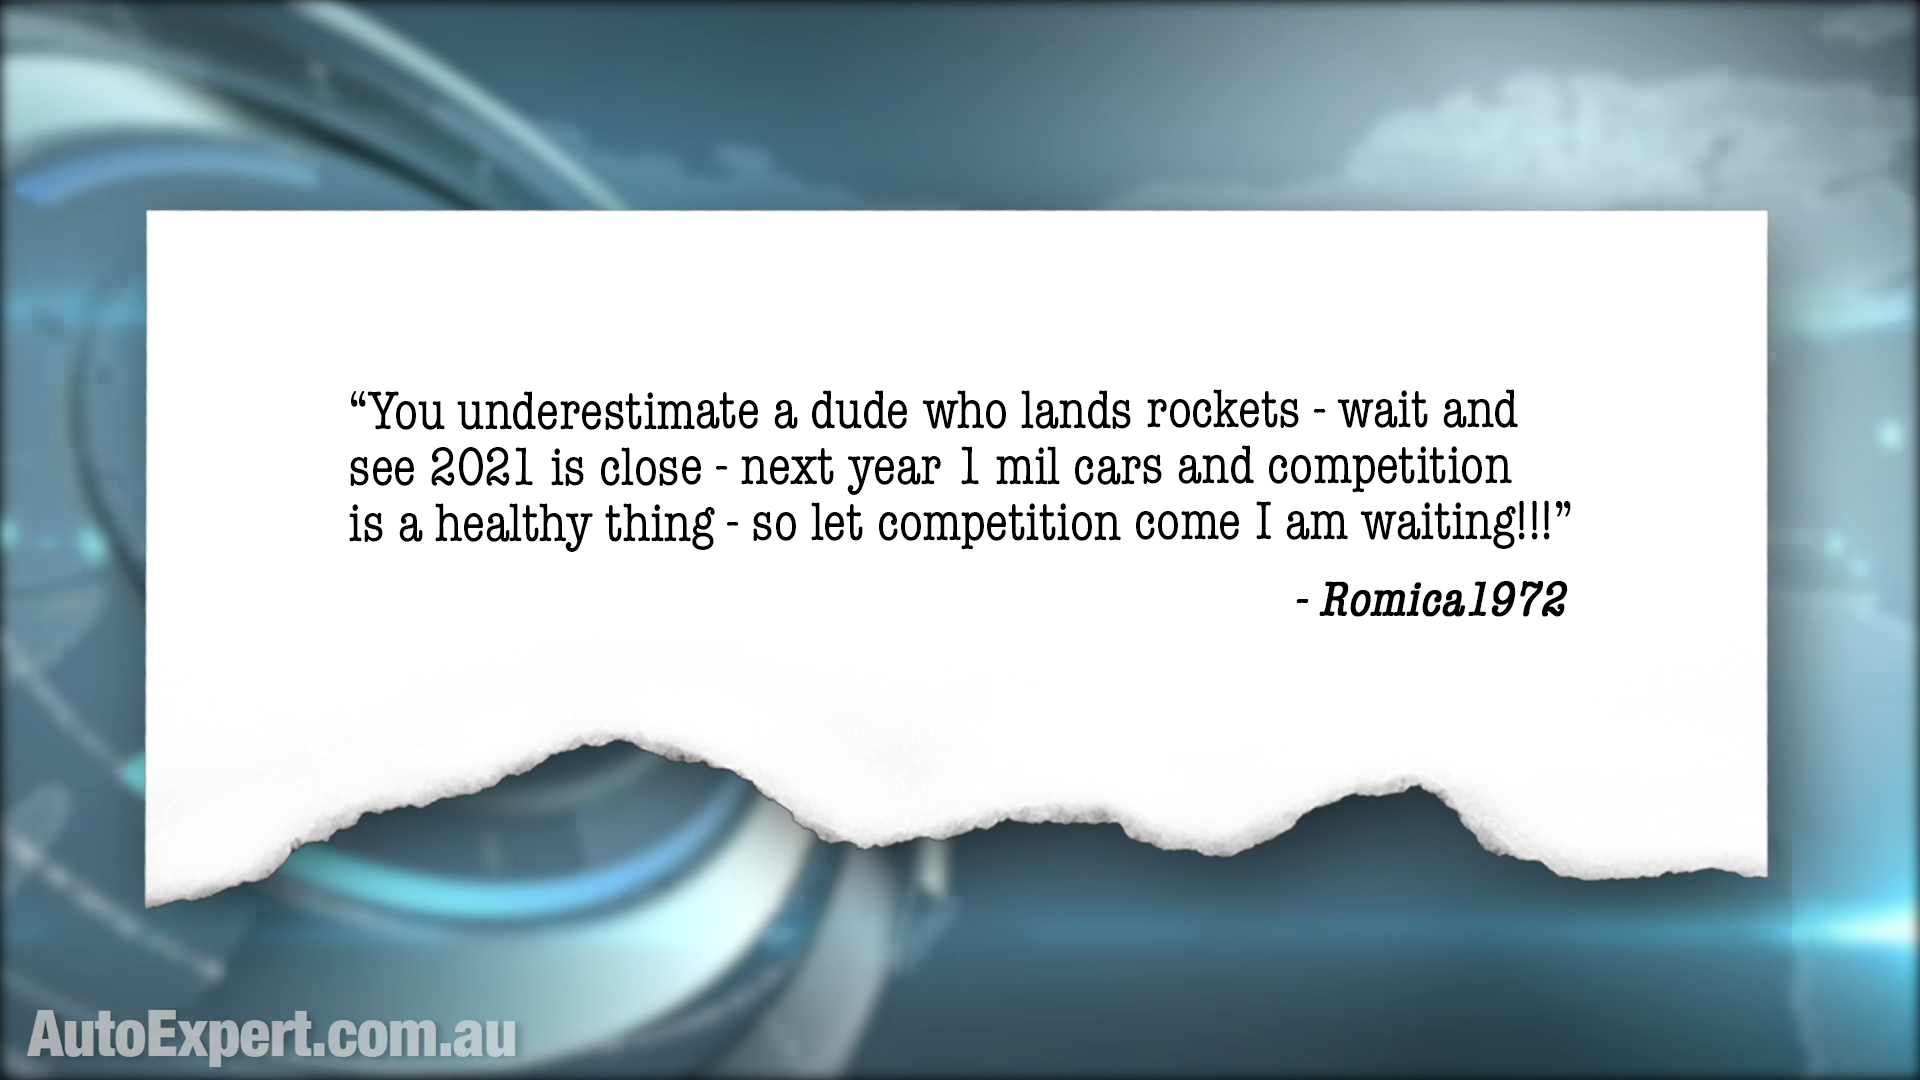 “You underestimate a dude who lands rockets - wait and
see 2021 is close - next year 1 mil cars and competition
is a healthy thing - so let competition come I am waiting!!!”
- Romica1972
AutoExpert.com.au